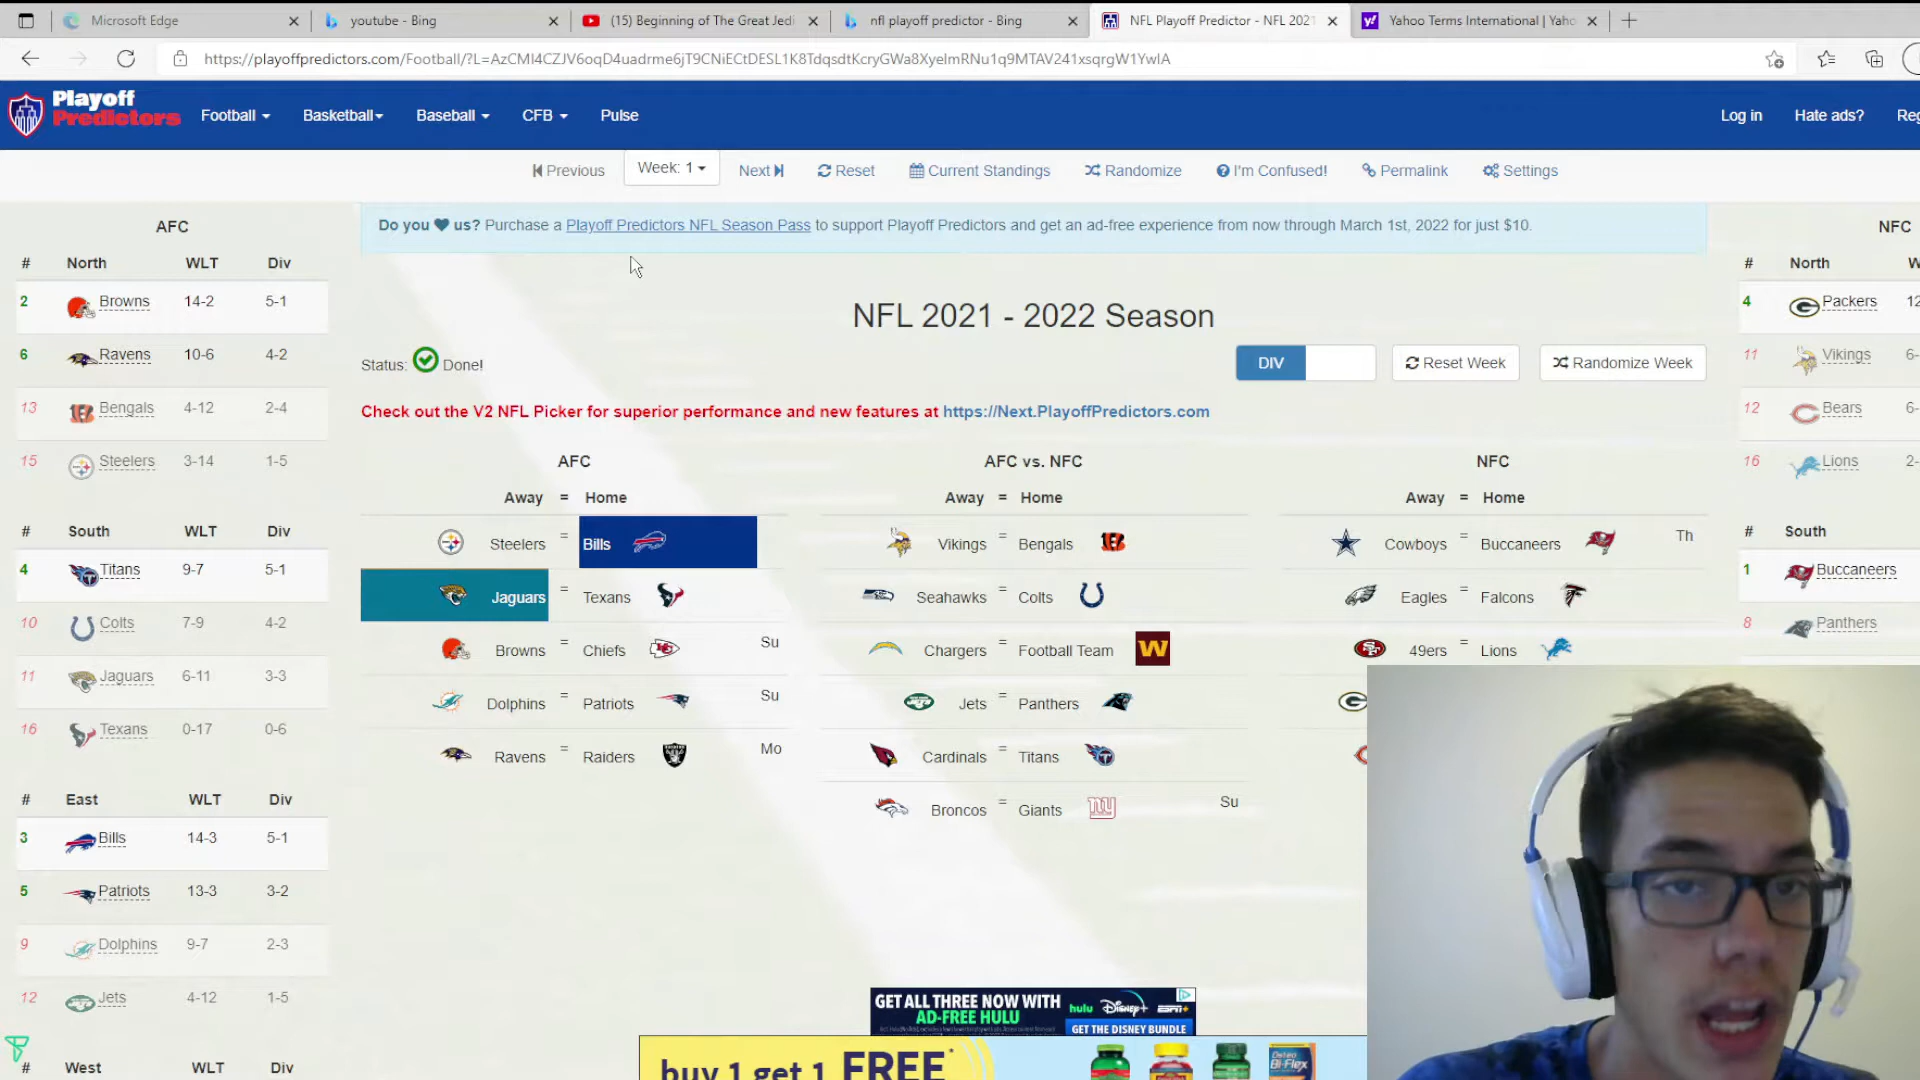 Microsoft Edge
youtube - Bing
(15) Beginning of The Great Jedi
nfl playoff predictor - Bing
NFL Playoff Predictor - NFL 2021
Yahoo Terms International | Yaho
https://playoffpredictors.com/Football/?L=AzCMI4CZJV6oqD4uadrme6jT9CNiECtDESL1K8TdqsdtKcryGWa8XyeImRNu1q9MTAV241xsqrgW1YwIA
Playoff Predictors
Football
Basketball
Baseball
CFB
Pulse
Log in
Hate ads?
Reg
Previous
Week: 1
Next
Reset
Current Standings
Randomize
I'm Confused!
Permalink
Settings
Do you us? Purchase a Playoff Predictors NFL Season Pass to support Playoff Predictors and get an ad-free experience from now through March 1st, 2022 for just $10.
AFC
# North WLT Div
2 Browns 14-2 5-1
6 Ravens 10-6 4-2
13 Bengals 4-12 2-4
15 Steelers 3-14 1-5
# South WLT Div
4 Titans 9-7 5-1
10 Colts 7-9 4-2
11 Jaguars 6-11 3-3
16 Texans 0-17 0-6
# East WLT Div
3 Bills 14-3 5-1
5 Patriots 13-3 3-2
9 Dolphins 9-7 2-3
12 Jets 4-12 1-5
# West WLT Div
NFL 2021 - 2022 Season
Status: Done!
DIV
Reset Week
Randomize Week
Check out the V2 NFL Picker for superior performance and new features at https://Next.PlayoffPredictors.com
AFC
Away = Home
Steelers = Bills
Jaguars = Texans
Browns = Chiefs Su
Dolphins = Patriots Su
Ravens = Raiders Mo
AFC vs. NFC
Away = Home
Vikings = Bengals
Seahawks = Colts
Chargers = Football Team W
Jets = Panthers
Cardinals = Titans
Broncos = Giants NY Su
NFC
Away = Home
Cowboys = Buccaneers Th
Eagles = Falcons
49ers = Lions
NFC
# North W
4 Packers 12
11 Vikings 6-
12 Bears 6-
16 Lions 2-
# South
1 Buccaneers
8 Panthers
GET ALL THREE NOW WITH
AD-FREE HULU
hulu Disney+ ESPN+
GET THE DISNEY BUNDLE
buy 1 get 1 FREE*
Osteo
Bi-Flex